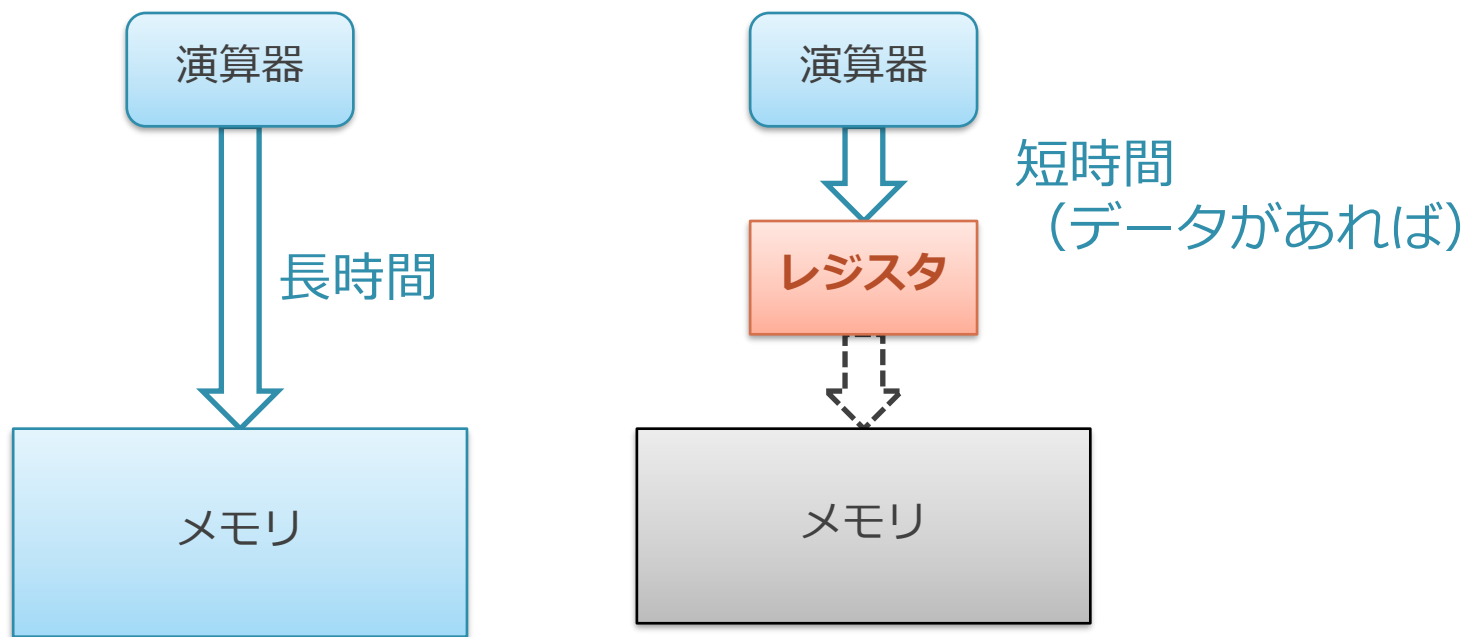 演算器
長時間
メモリ
演算器
短時間
（データがあれば）
レジスタ
メモリ